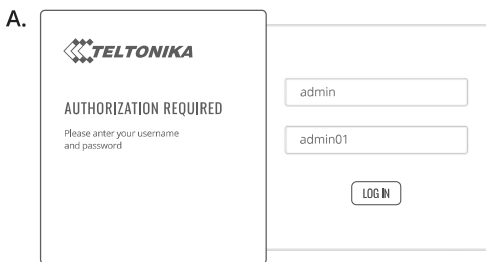 A.
TELTONIKA
AUTHORIZATION REQUIRED
Please anter your username
and password
admin
admin01
LOG IN